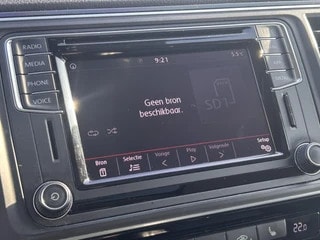 RADIO
MEDIA
PHONE
VOICE
9:21
Geen bron
beschikbaar.
SD1
Bron
Selectie
Vorige
Play
Volgende
Setup